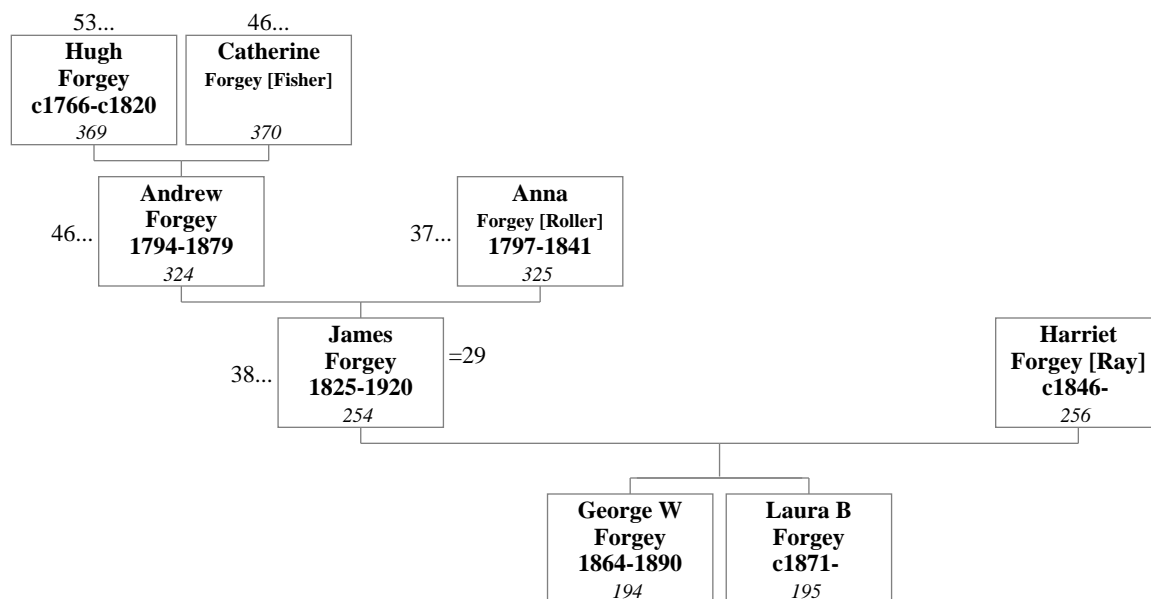 53...
46...
Hugh
Forgey
c1766-c1820
369
Catherine
Forgey [Fisher]
370
46...
Andrew
Forgey
1794-1879
324
37...
Anna
Forgey [Roller]
1797-1841
325
38...
James
Forgey
1825-1920
254
=29
Harriet
Forgey [Ray]
c1846-
256
George W
Forgey
1864-1890
194
Laura B
Forgey
c1871-
195